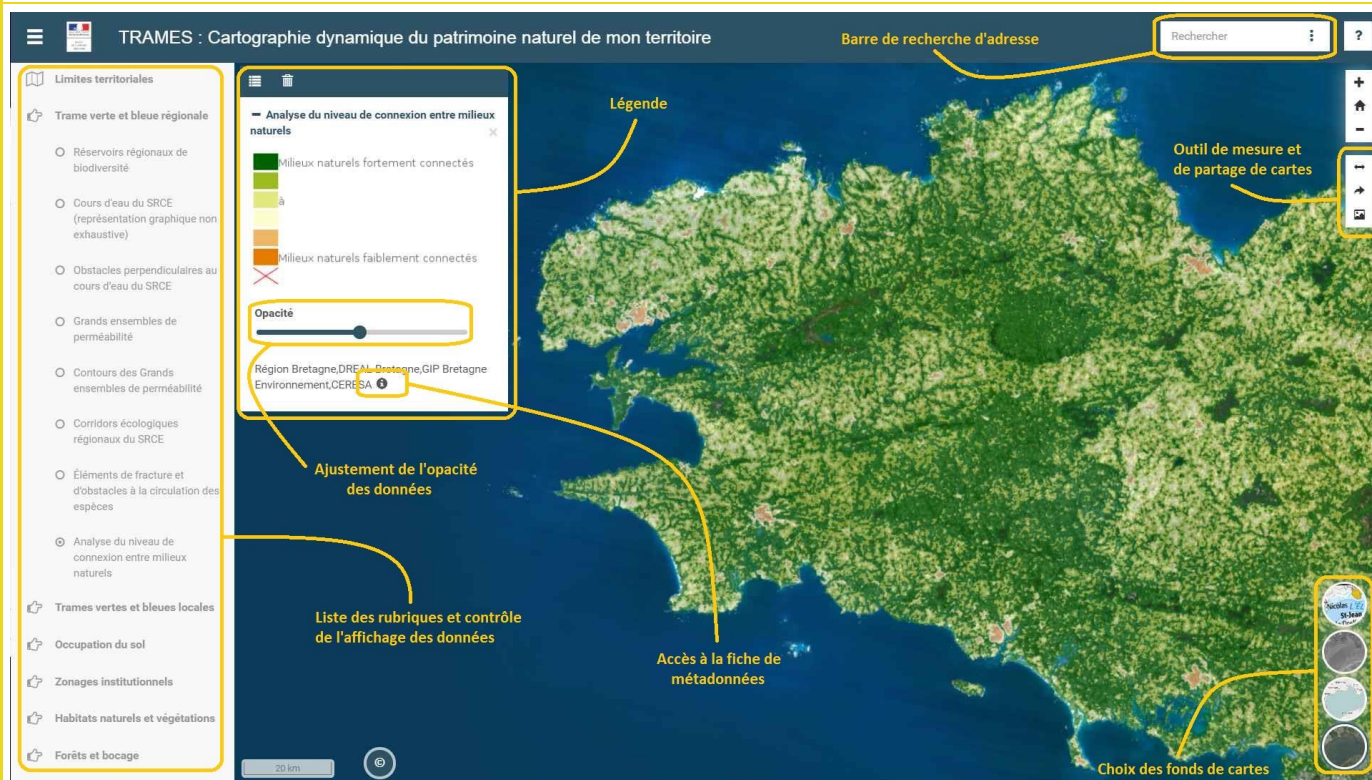 TRAMES : Cartographie dynamique du patrimoine naturel de mon territoire
Barre de recherche d'adresse
Rechercher
?
Limites territoriales
Trame verte et bleue régionale
Réservoirs régionaux de
biodiversité
Cours d'eau du SRCE
(représentation graphique non
exhaustive)
Obstacles perpendiculaires au
cours d'eau du SRCE
Grands ensembles de
perméabilité
Contours des Grands
ensembles de perméabilité
Corridors écologiques
régionaux du SRCE
Éléments de fracture et
d'obstacles à la circulation des
espèces
Analyse du niveau de
connexion entre milieux
naturels
Trames vertes et bleues locales
Occupation du sol
Zonages institutionnels
Habitats naturels et végétations
Forêts et bocage
Analyse du niveau de connexion entre milieux
naturels
Milieux naturels fortement connectés
à
Milieux naturels faiblement connectés
Opacité
Région Bretagne,DREAL Bretagne,GIP Bretagne
Environnement,CERESA
Légende
Outil de mesure et
de partage de cartes
Ajustement de l'opacité
des données
Liste des rubriques et contrôle
de l'affichage des données
Accès à la fiche de
métadonnées
Choix des fonds de cartes
Nicolas
St-Jean
20 km
©